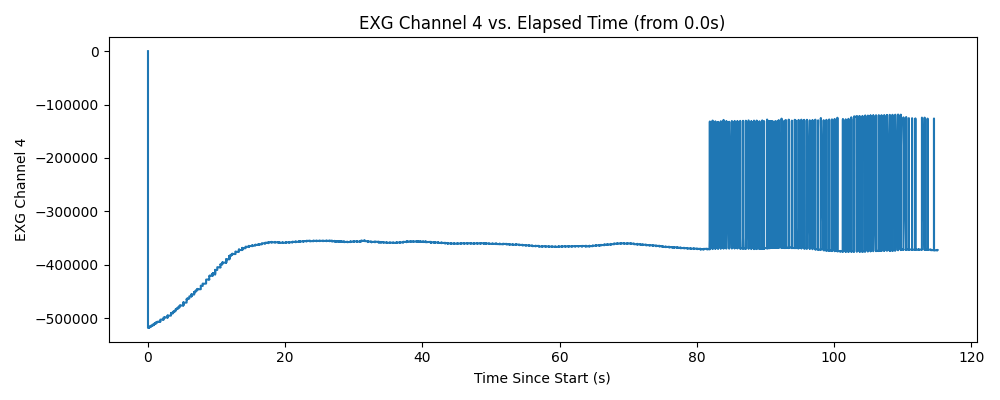 EXG Channel 4 vs. Elapsed Time (from 0.0s)
EXG Channel 4
0
−100000
−200000
−300000
−400000
−500000
0 20 40 60 80 100 120
Time Since Start (s)